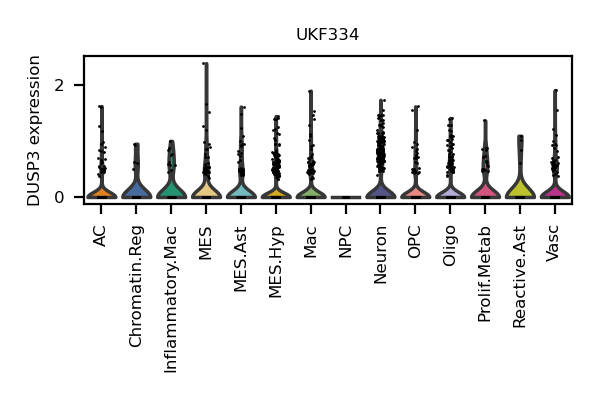 UKF334
DUSP3 expression
2
0
AC
Chromatin.Reg
Inflammatory.Mac
MES
MES.Ast
MES.Hyp
Mac
NPC
Neuron
OPC
Oligo
Prolif.Metab
Reactive.Ast
Vasc